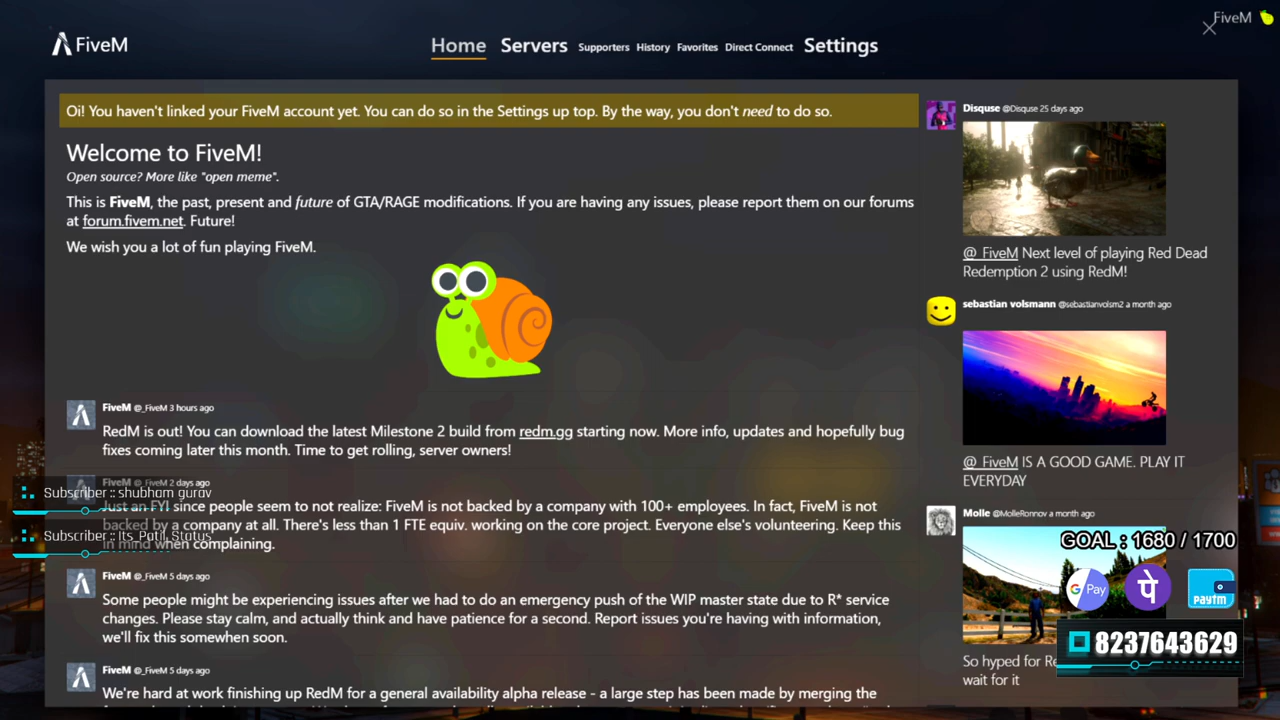 FiveM
FiveM
Home Servers Supporters History Favorites Direct Connect Settings
Oi! You haven't linked your FiveM account yet. You can do so in the Settings up top. By the way, you don't need to do so.
Welcome to FiveM!
Open source? More like "open meme".
This is FiveM, the past, present and future of GTA/RAGE modifications. If you are having any issues, please report them on our forums
at forum.fivem.net. Future!
We wish you a lot of fun playing FiveM.
FiveM @_FiveM 3 hours ago
RedM is out! You can download the latest Milestone 2 build from redm.gg starting now. More info, updates and hopefully bug
fixes coming later this month. Time to get rolling, server owners!
FiveM @_FiveM 2 days ago
Subscriber :: shubham gurav
Just an FYI since people seem to not realize: FiveM is not backed by a company with 100+ employees. In fact, FiveM is not
backed by a company at all. There's less than 1 FTE equiv. working on the core project. Everyone else's volunteering. Keep this
Subscriber :: Its_Patil_Status
in mind when complaining.
FiveM @_FiveM 5 days ago
Some people might be experiencing issues after we had to do an emergency push of the WIP master state due to R* service
changes. Please stay calm, and actually think and have patience for a second. Report issues you're having with information,
we'll fix this somewhen soon.
FiveM @_FiveM 5 days ago
We're hard at work finishing up RedM for a general availability alpha release - a large step has been made by merging the
Disquse @Disquse 25 days ago
@_FiveM Next level of playing Red Dead
Redemption 2 using RedM!
sebastian volsmann @sebastianvolsm2 a month ago
@_FiveM IS A GOOD GAME. PLAY IT
EVERYDAY
Molle @MolleRonnov a month ago
GOAL : 1680 / 1700
G Pay
पे
paytm
8237643629
So hyped for
wait for it